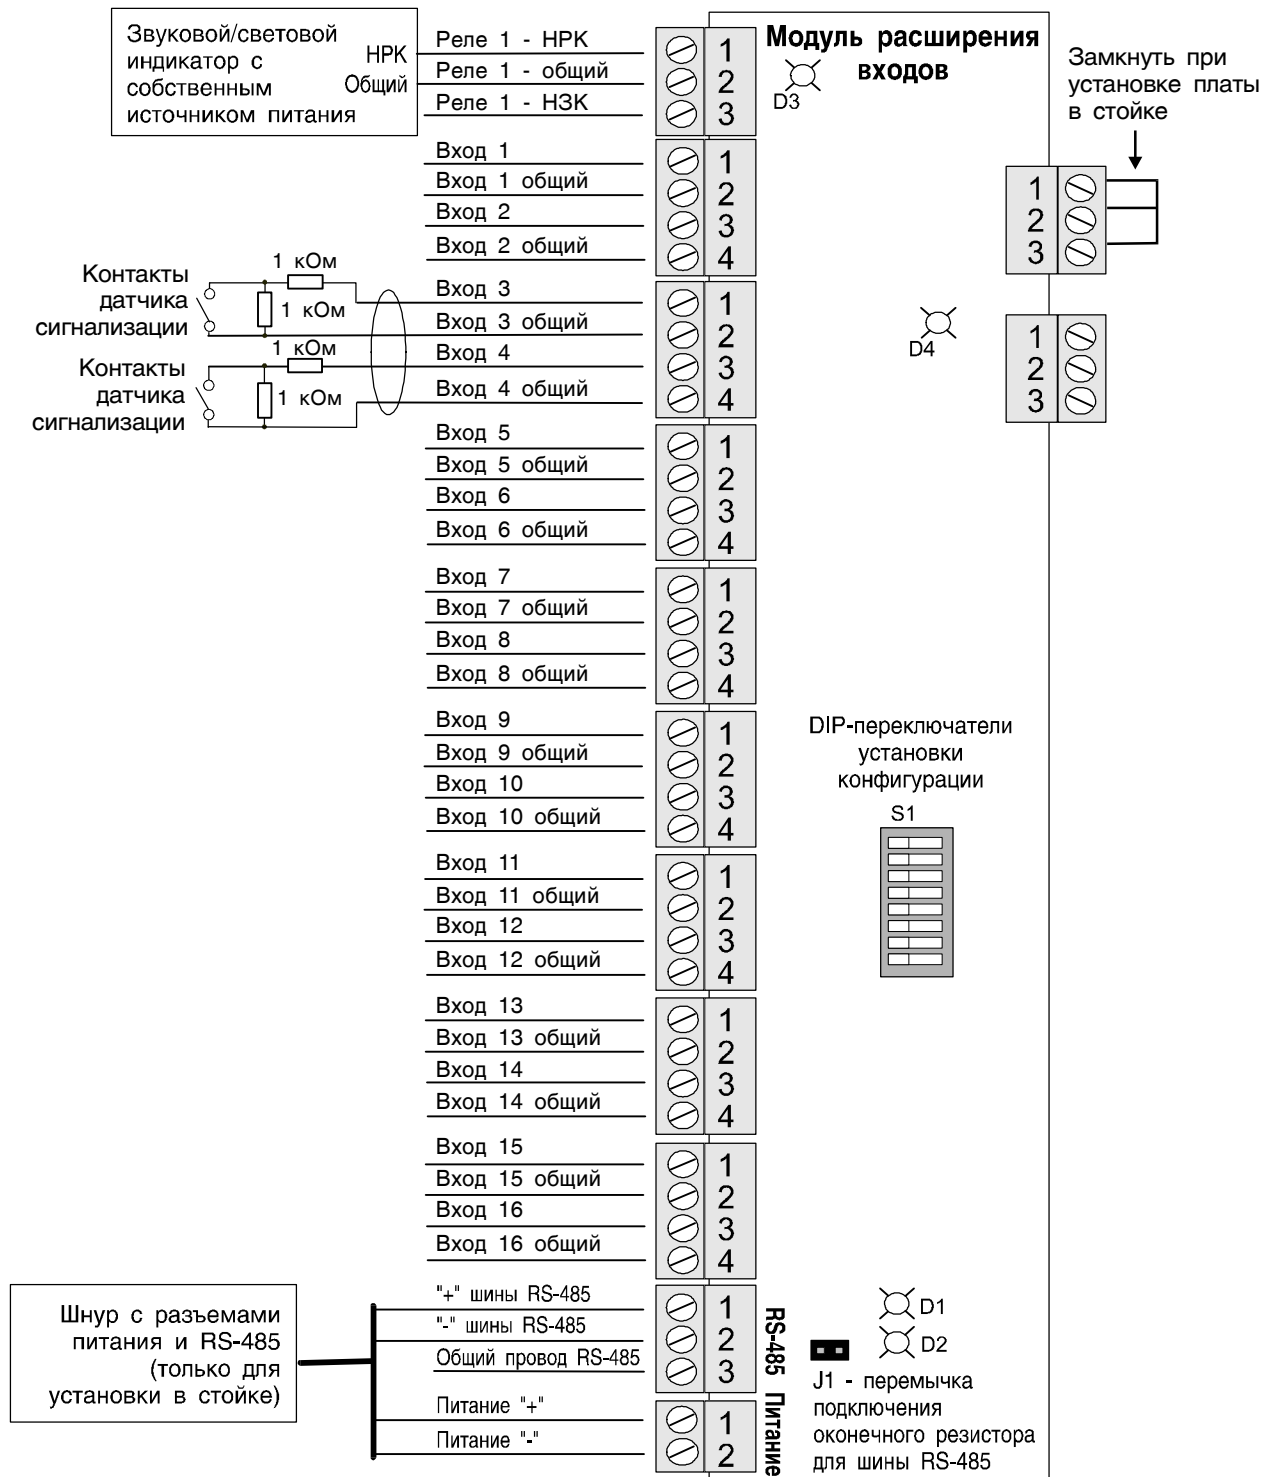 Звуковой/световой
индикатор с
собственным
источником питания
НРК
Общий
Реле 1 - НРК
Реле 1 - общий
Реле 1 - НЗК
1
2
3
Модуль расширения
входов
D3
Замкнуть при
установке платы
в стойке
1
2
3
Вход 1
Вход 1 общий
Вход 2
Вход 2 общий
1
2
3
4
Контакты
датчика
сигнализации
1 кОм
1 кОм
Контакты
датчика
сигнализации
1 кОм
1 кОм
Вход 3
Вход 3 общий
Вход 4
Вход 4 общий
1
2
3
4
D4
1
2
3
Вход 5
Вход 5 общий
Вход 6
Вход 6 общий
1
2
3
4
Вход 7
Вход 7 общий
Вход 8
Вход 8 общий
1
2
3
4
Вход 9
Вход 9 общий
Вход 10
Вход 10 общий
1
2
3
4
DIP-переключатели
установки
конфигурации
S1
Вход 11
Вход 11 общий
Вход 12
Вход 12 общий
1
2
3
4
Вход 13
Вход 13 общий
Вход 14
Вход 14 общий
1
2
3
4
Вход 15
Вход 15 общий
Вход 16
Вход 16 общий
1
2
3
4
Шнур с разъемами
питания и RS-485
(только для
установки в стойке)
"+" шины RS-485
"-" шины RS-485
Общий провод RS-485
1
2
3
RS-485
Питание "+"
Питание "-"
1
2
Питание
D1
D2
J1 - перемычка
подключения
оконечного резистора
для шины RS-485